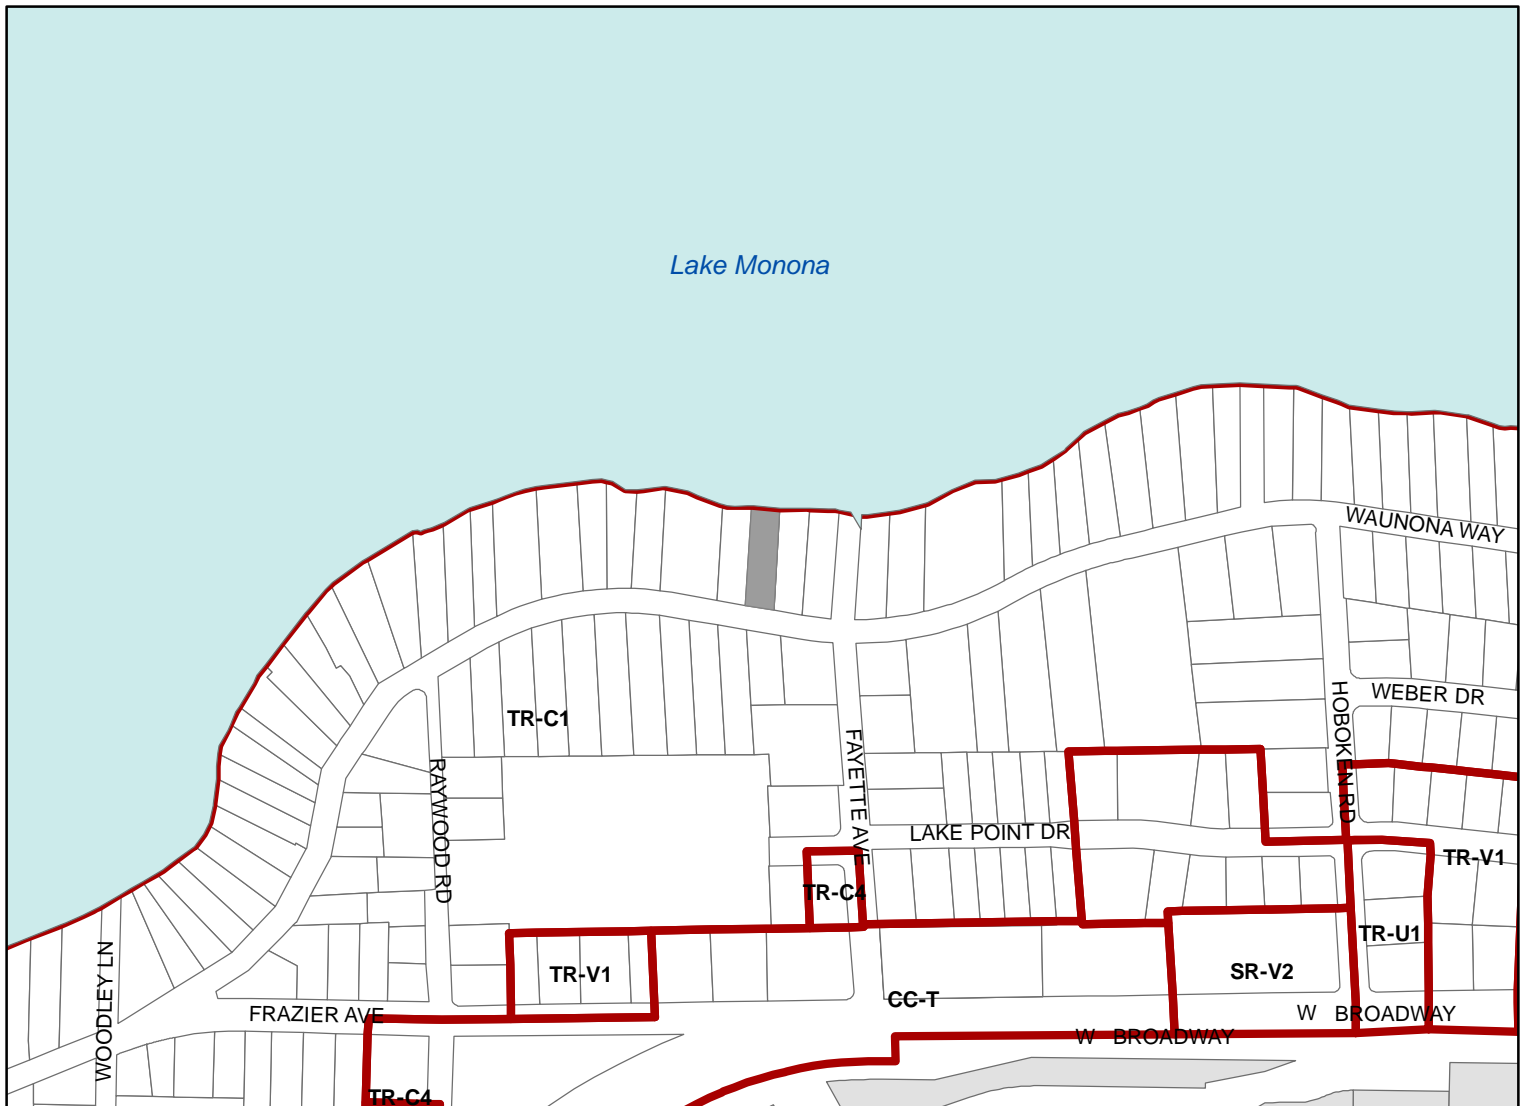 Lake Monona
WAUNONA WAY
WEBER DR
HOBOKEN RD
TR-C1
FAYETTE AVE
RAYWOOD RD
LAKE POINT DR
TR-V1
TR-C4
TR-U1
TR-V1
SR-V2
CC-T
WOODLEY LN
FRAZIER AVE
W BROADWAY
W BROADWAY
TR-C4